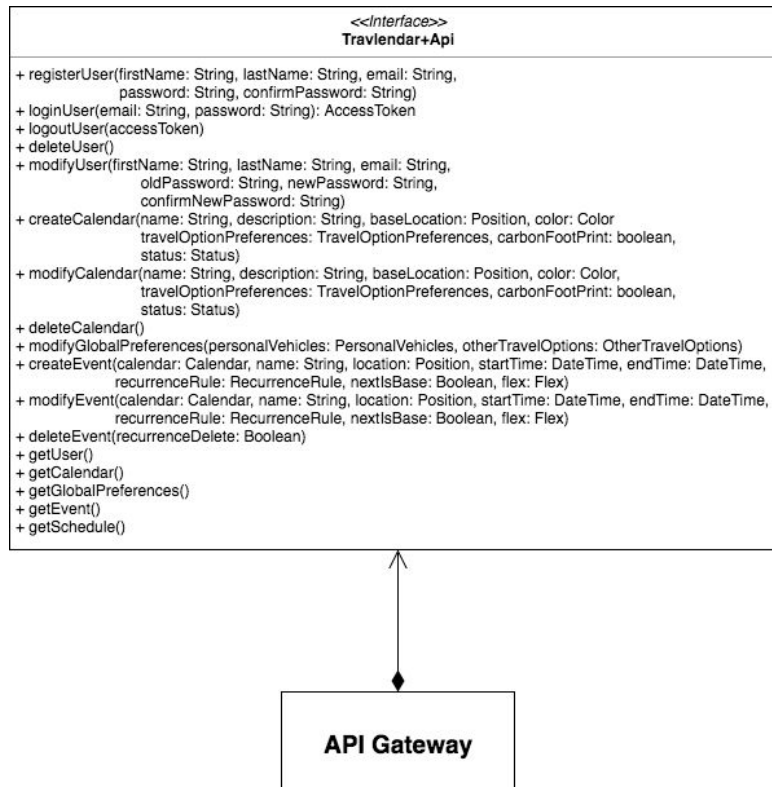 <<Interface>>
Travlendar+Api
+ registerUser(firstName: String, lastName: String, email: String,
password: String, confirmPassword: String)
+ loginUser(email: String, password: String): AccessToken
+ logoutUser(accessToken)
+ deleteUser()
+ modifyUser(firstName: String, lastName: String, email: String,
oldPassword: String, newPassword: String,
confirmNewPassword: String)
+ createCalendar(name: String, description: String, baseLocation: Position, color: Color
travelOptionPreferences: TravelOptionPreferences, carbonFootPrint: boolean,
status: Status)
+ modifyCalendar(name: String, description: String, baseLocation: Position, color: Color,
travelOptionPreferences: TravelOptionPreferences, carbonFootPrint: boolean,
status: Status)
+ deleteCalendar()
+ modifyGlobalPreferences(personalVehicles: PersonalVehicles, otherTravelOptions: OtherTravelOptions)
+ createEvent(calendar: Calendar, name: String, location: Position, startTime: DateTime, endTime: DateTime,
recurrenceRule: RecurrenceRule, nextIsBase: Boolean, flex: Flex)
+ modifyEvent(calendar: Calendar, name: String, location: Position, startTime: DateTime, endTime: DateTime,
recurrenceRule: RecurrenceRule, nextIsBase: Boolean, flex: Flex)
+ deleteEvent(recurrenceDelete: Boolean)
+ getUser()
+ getCalendar()
+ getGlobalPreferences()
+ getEvent()
+ getSchedule()
API Gateway